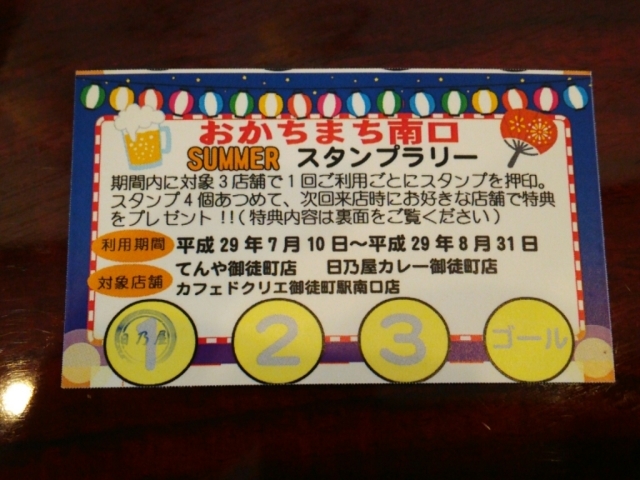 おかちまち南口
SUMMER スタンプラリー
期間内に対象3店舗で1回ご利用ごとにスタンプを押印。
スタンプ4個あつめて、次回来店時にお好きな店舗で特典
をプレゼント!!(特典内容は裏面をご覧ください)
利用期間 平成29年7月10日~平成29年8月31日
対象店舗 てんや御徒町店 日乃屋カレー御徒町店
カフェドクリエ御徒町駅南口店
1 2 3 ゴール
日乃屋